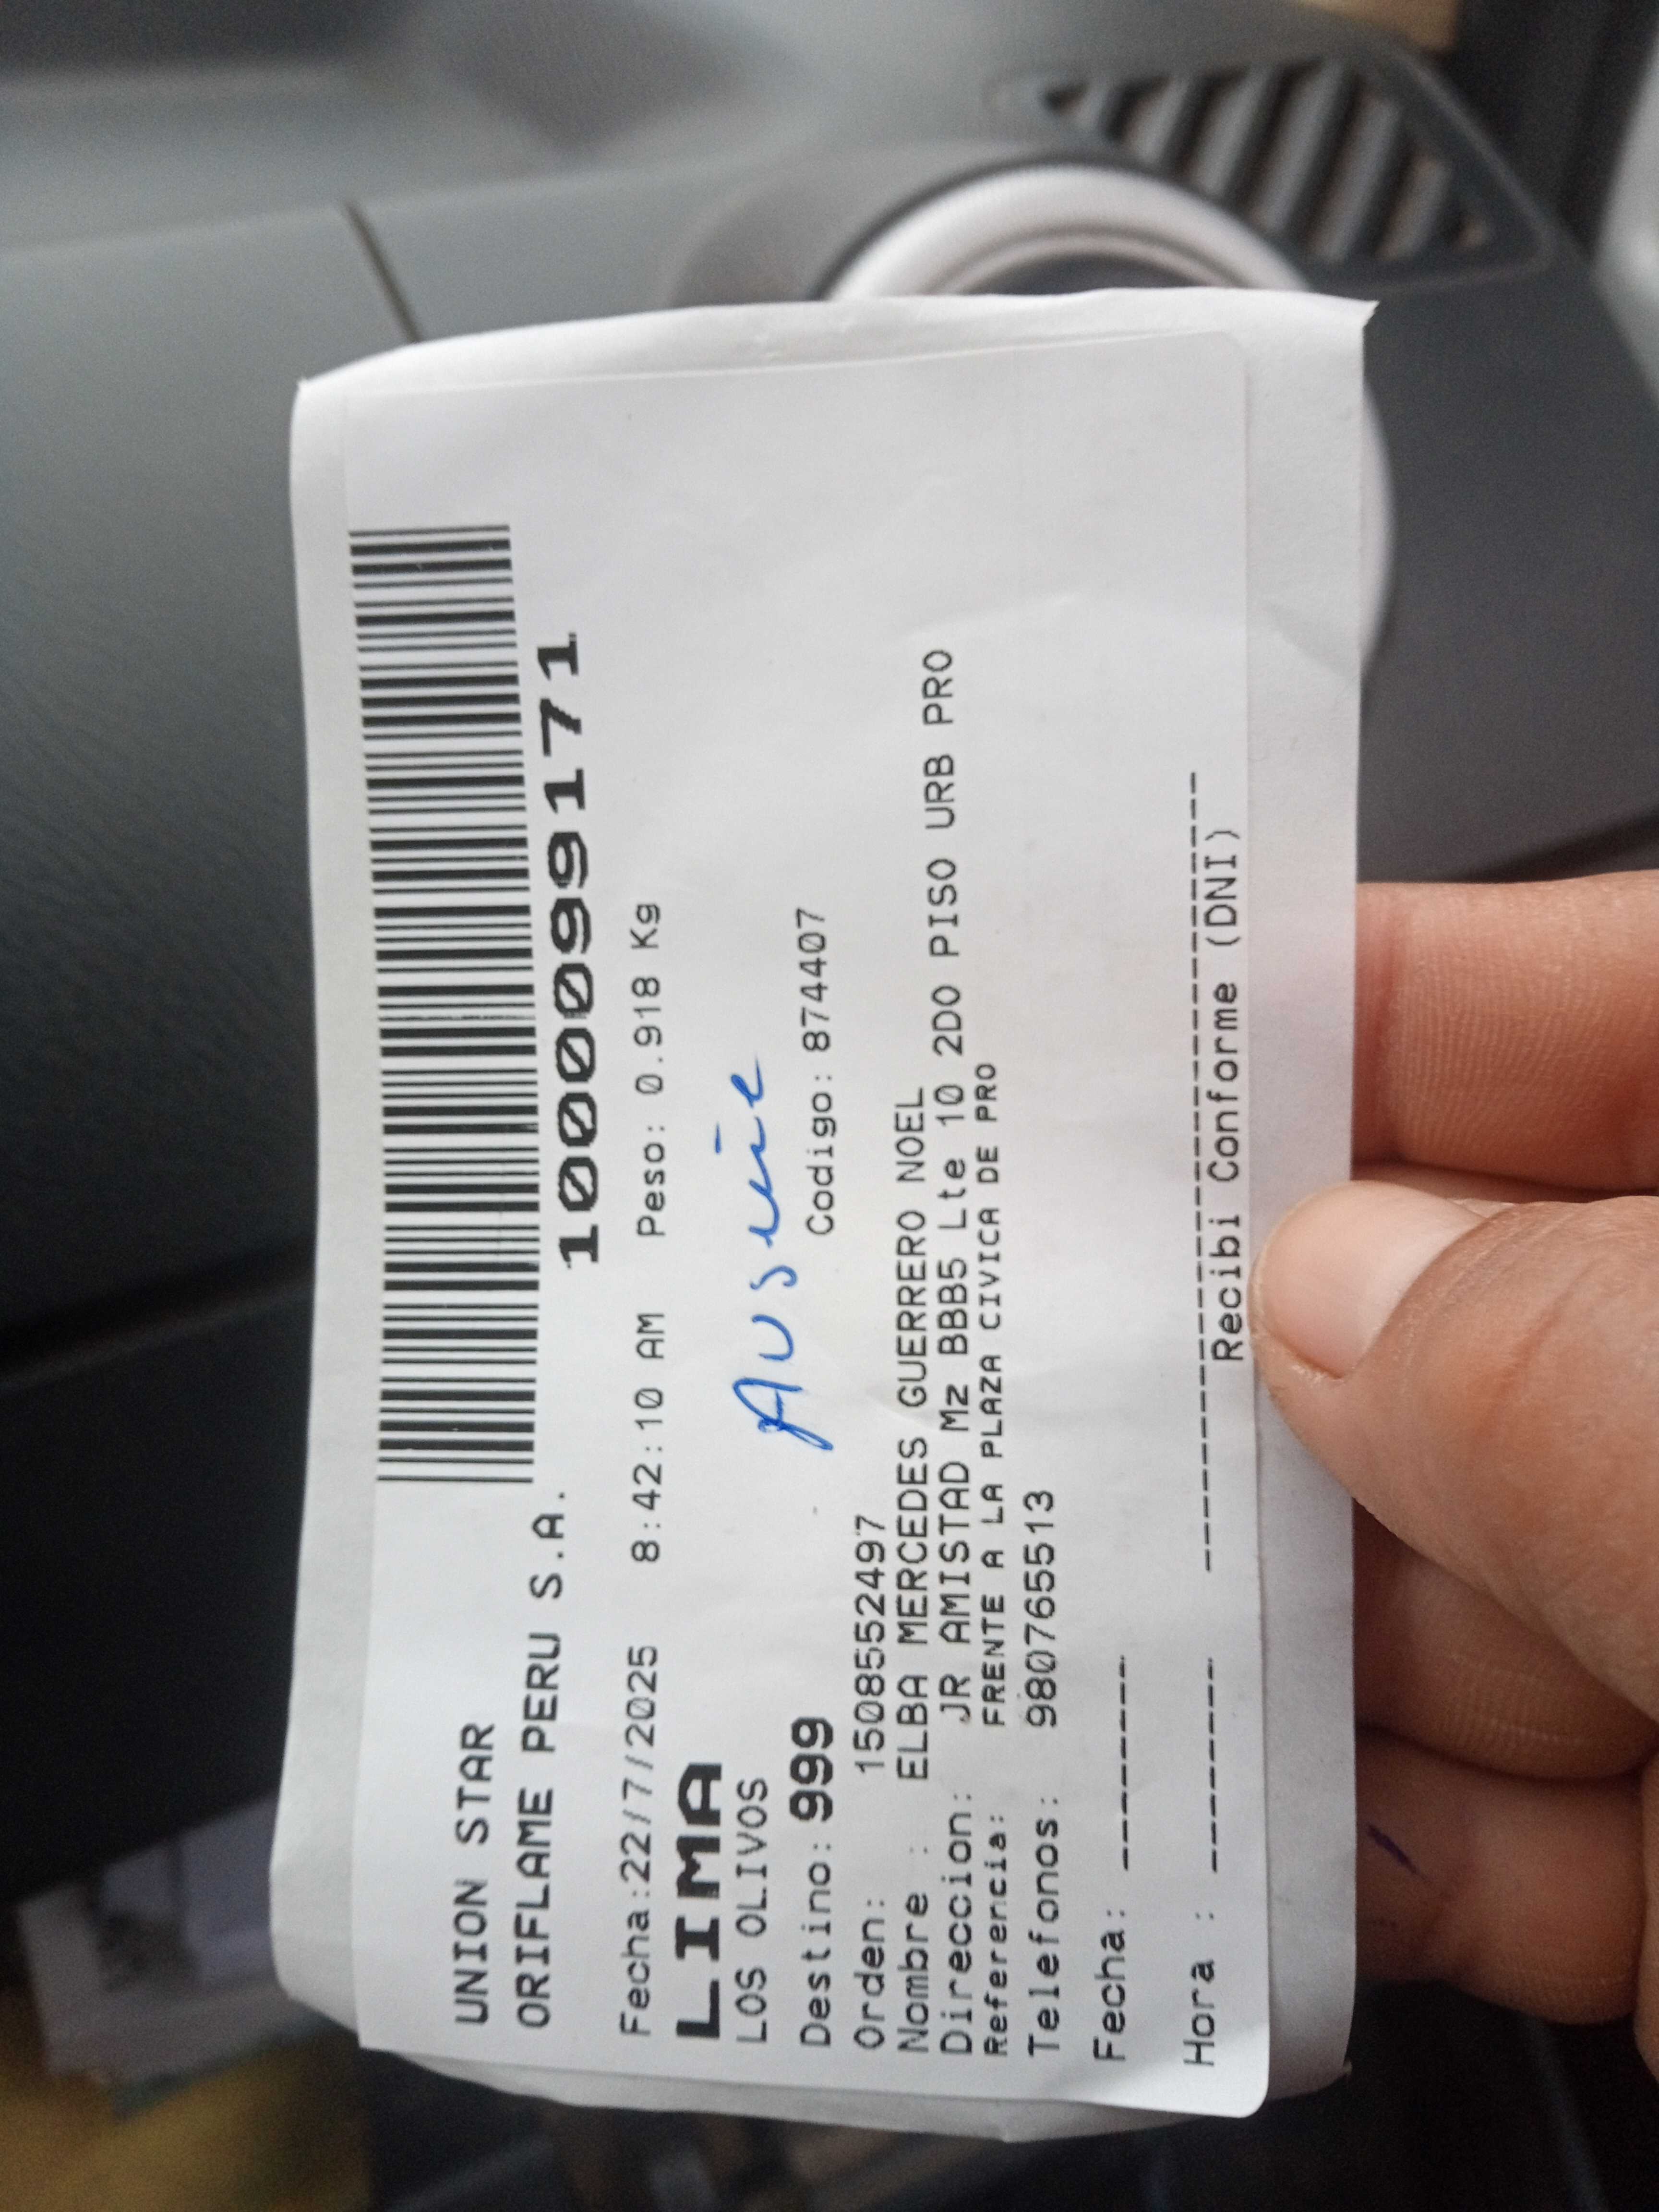 UNION STAR
ORIFLAME PERU S.A.
1000099171
Fecha:22/7/2025 8:42:10 AM Peso: 0.918 Kg
LIMA
LOS OLIVOS
Destino: 999 Codigo: 874407
Orden: 15085552497
Nombre : ELBA MERCEDES GUERRERO NOEL
Direccion: JR AMISTAD Mz BBB5 Lte 10 2DO PISO URB PRO
Referencia: FRENTE A LA PLAZA CIVICA DE PRO
Telefonos: 980765513
Fecha: ---------
Hora : ---------
Recibi Conforme (DNI)